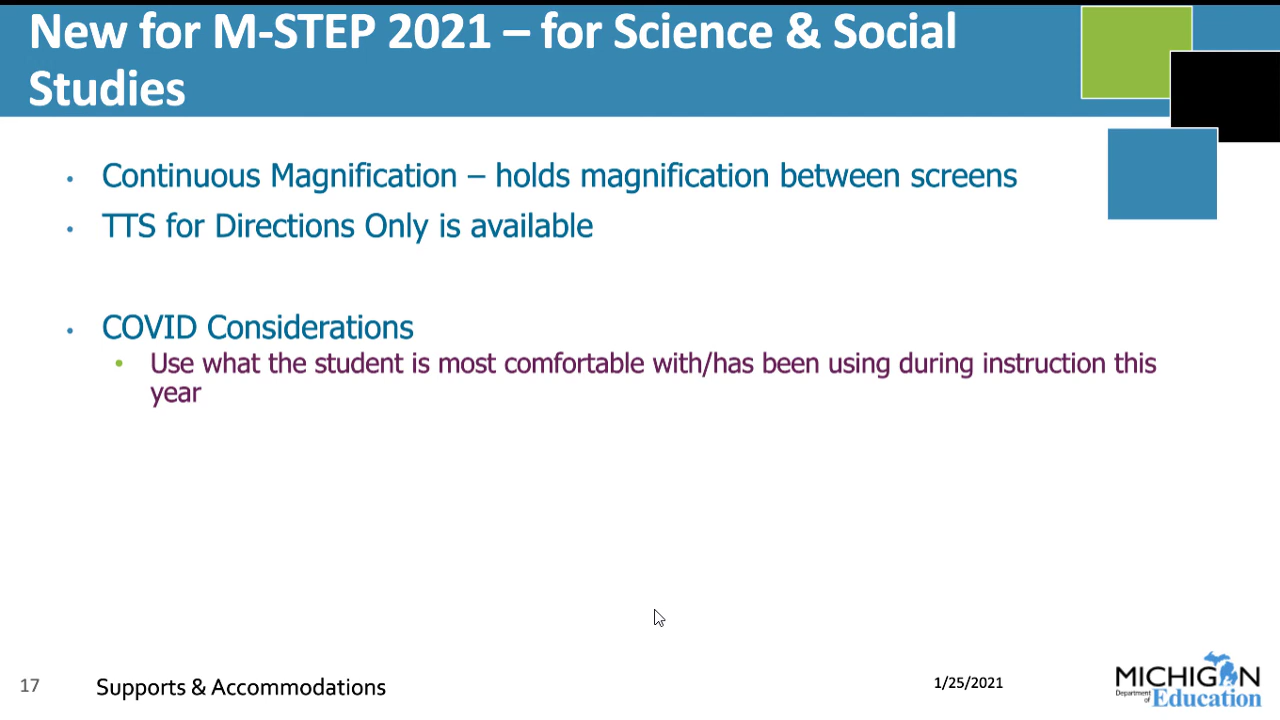 New for M-STEP 2021 – for Science & Social
Studies
• Continuous Magnification – holds magnification between screens
• TTS for Directions Only is available
• COVID Considerations
• Use what the student is most comfortable with/has been using during instruction this
year
17
Supports & Accommodations
1/25/2021
MICHIGAN
Department of Education